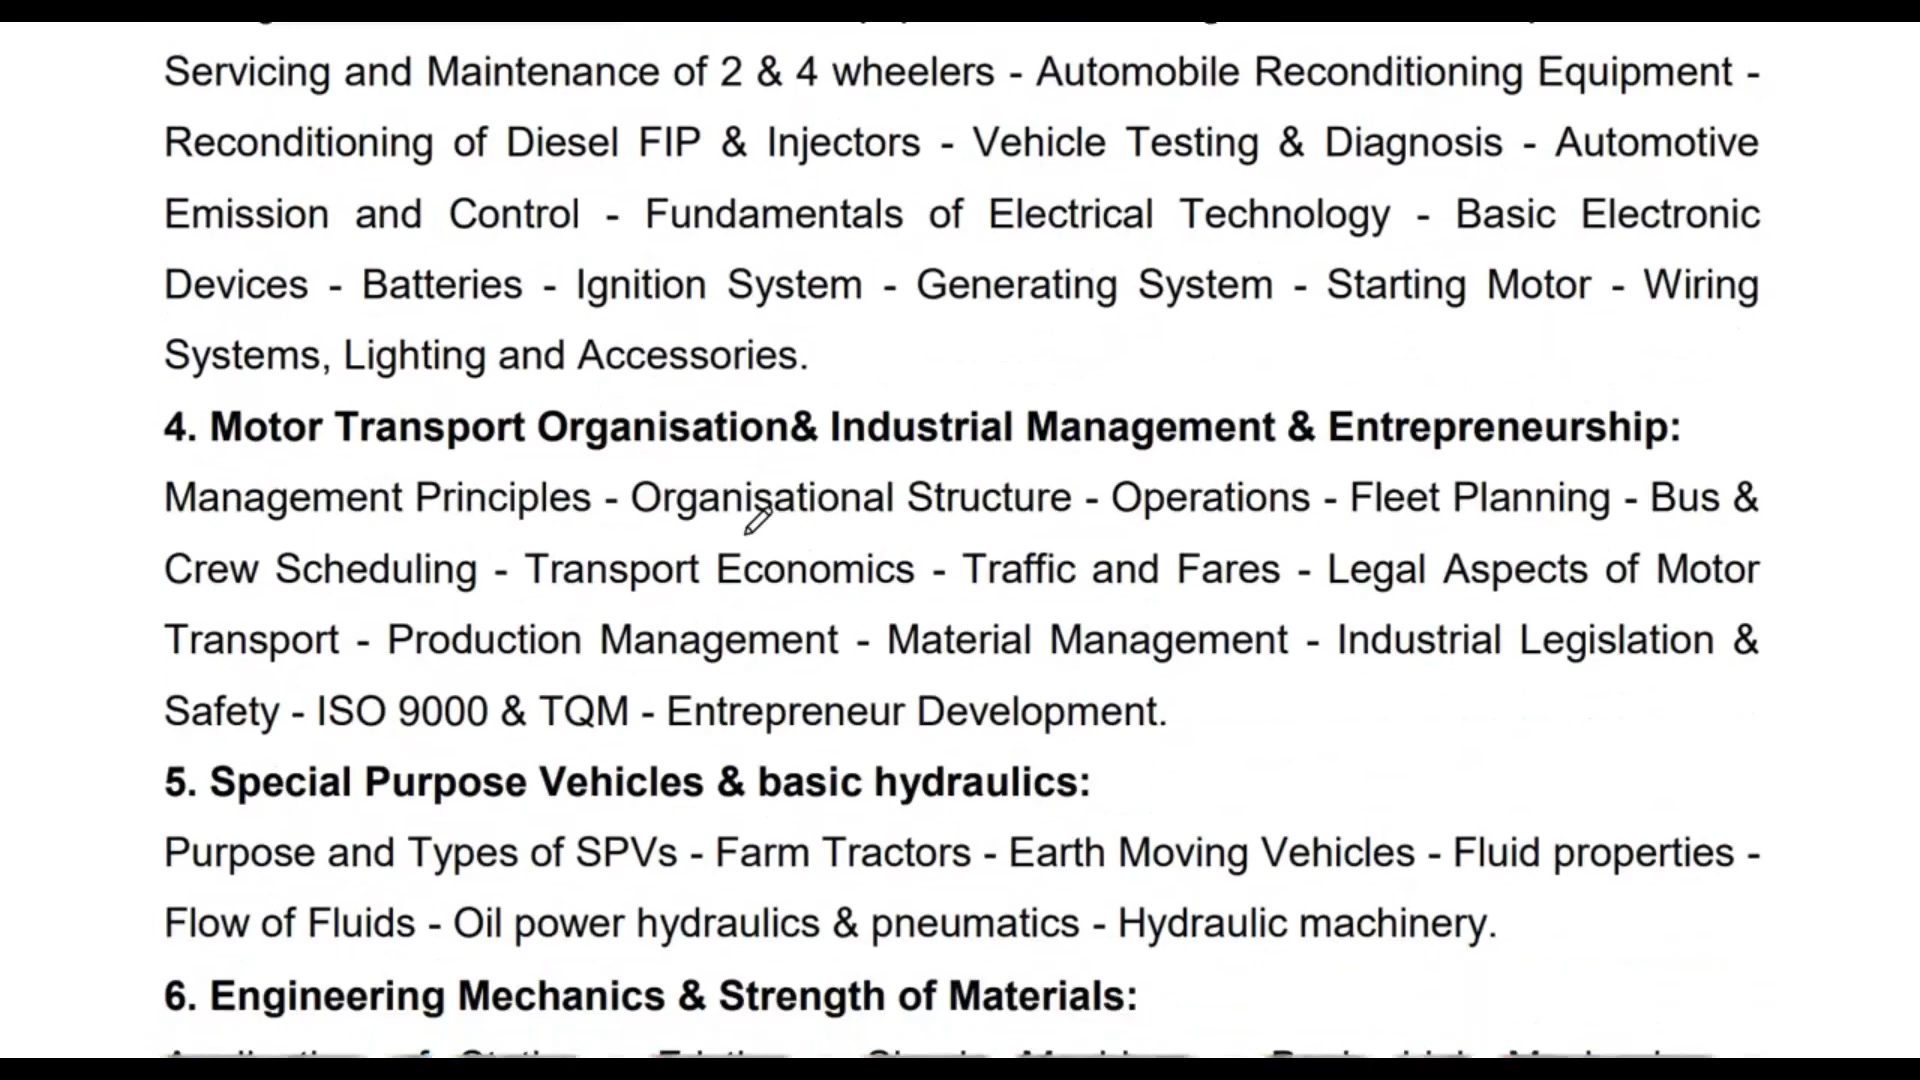 Servicing and Maintenance of 2 & 4 wheelers - Automobile Reconditioning Equipment -
Reconditioning of Diesel FIP & Injectors - Vehicle Testing & Diagnosis - Automotive
Emission and Control - Fundamentals of Electrical Technology - Basic Electronic
Devices - Batteries - Ignition System - Generating System - Starting Motor - Wiring
Systems, Lighting and Accessories.
4. Motor Transport Organisation& Industrial Management & Entrepreneurship:
Management Principles - Organisational Structure - Operations - Fleet Planning - Bus &
Crew Scheduling - Transport Economics - Traffic and Fares - Legal Aspects of Motor
Transport - Production Management - Material Management - Industrial Legislation &
Safety - ISO 9000 & TQM - Entrepreneur Development.
5. Special Purpose Vehicles & basic hydraulics:
Purpose and Types of SPVs - Farm Tractors - Earth Moving Vehicles - Fluid properties -
Flow of Fluids - Oil power hydraulics & pneumatics - Hydraulic machinery.
6. Engineering Mechanics & Strength of Materials: